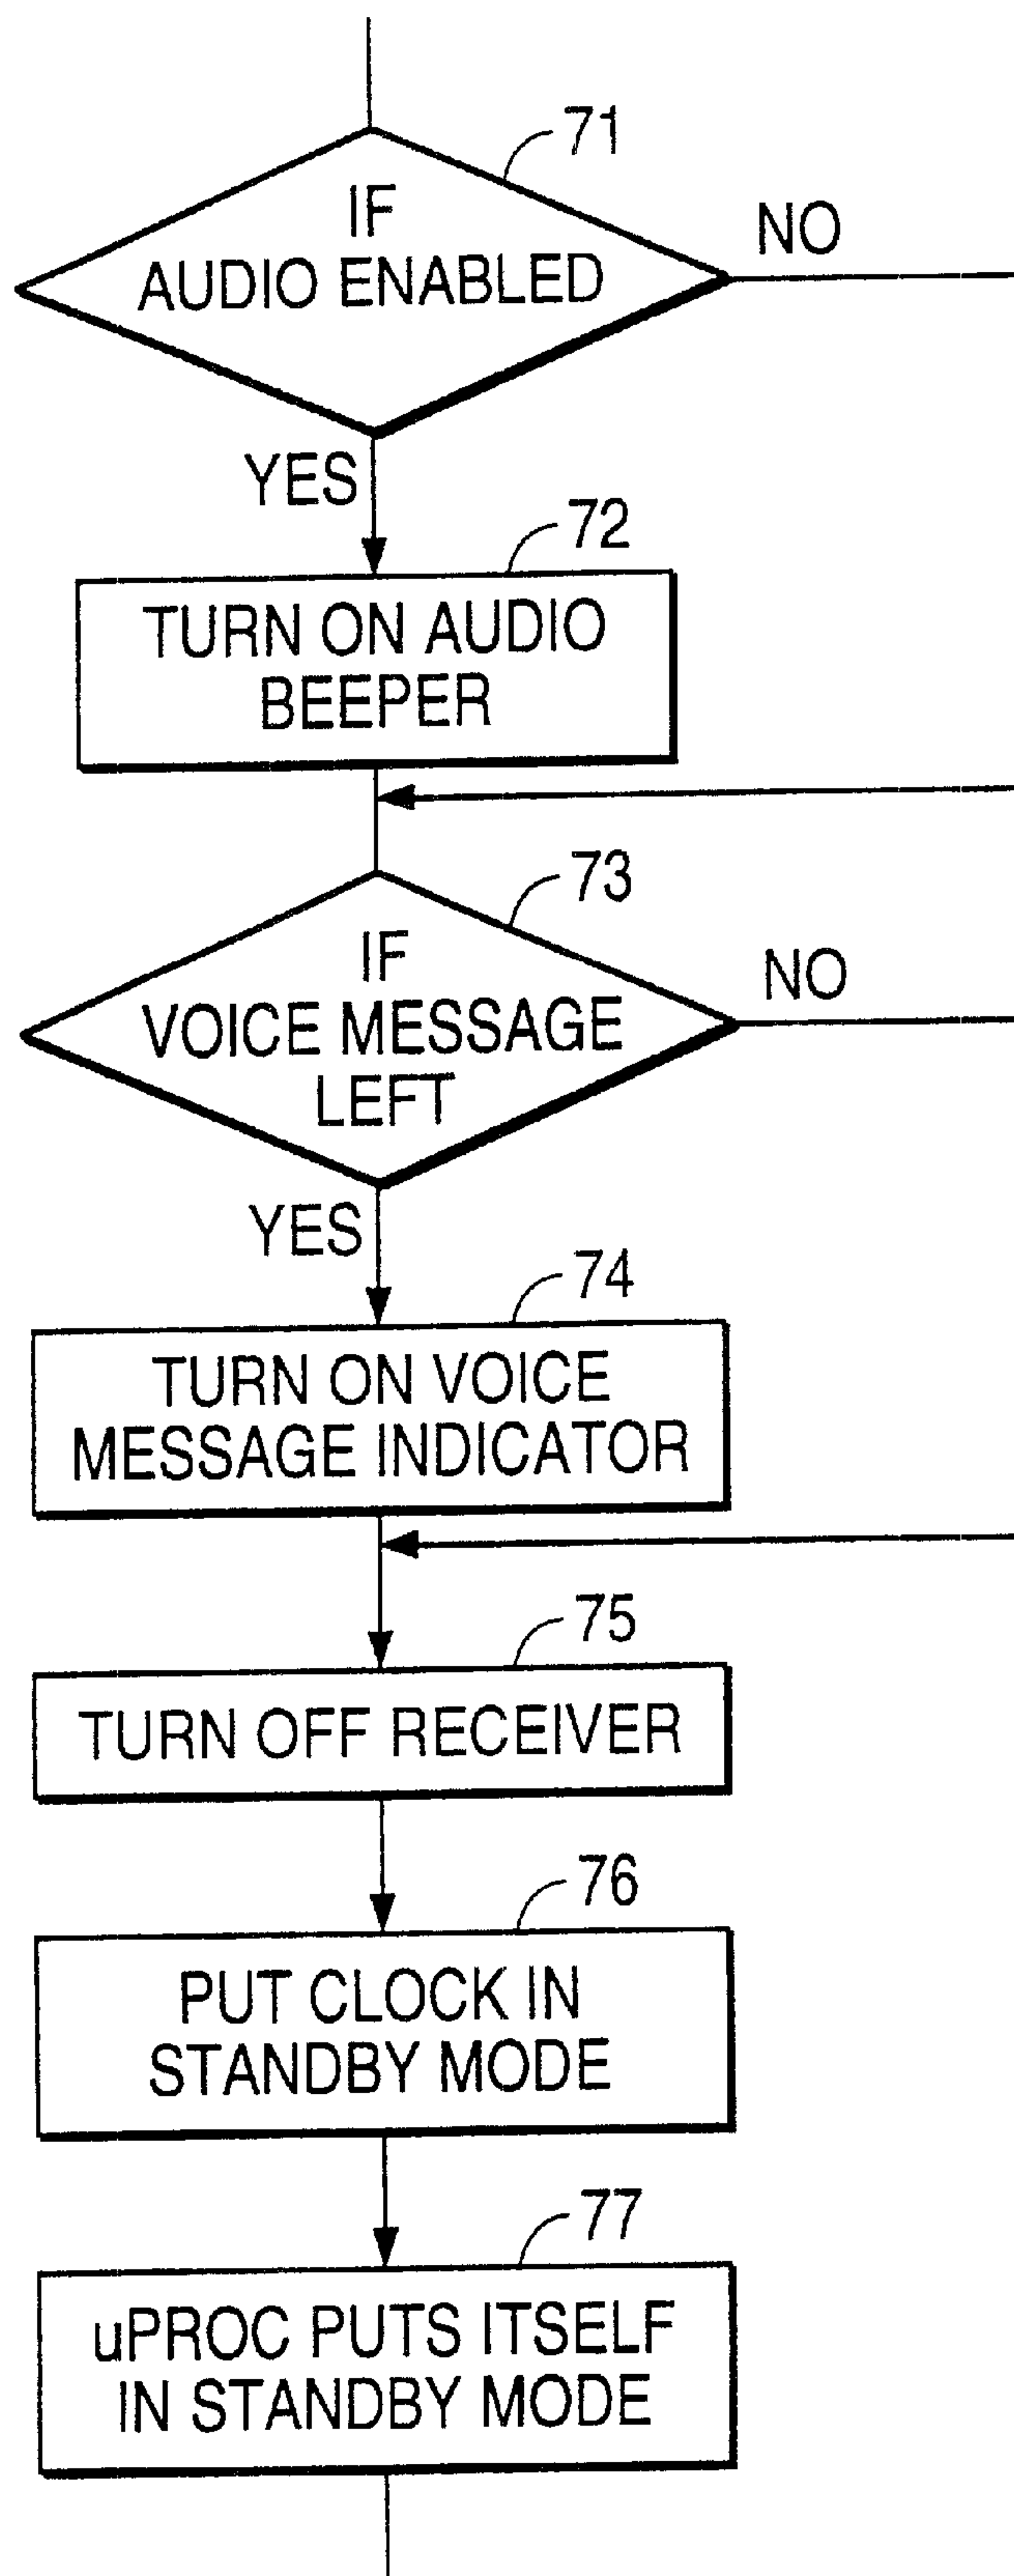 71
IF
AUDIO ENABLED
NO
YES
72
TURN ON AUDIO
BEEPER
73
IF
VOICE MESSAGE
LEFT
NO
YES
74
TURN ON VOICE
MESSAGE INDICATOR
75
TURN OFF RECEIVER
76
PUT CLOCK IN
STANDBY MODE
77
uPROC PUTS ITSELF
IN STANDBY MODE